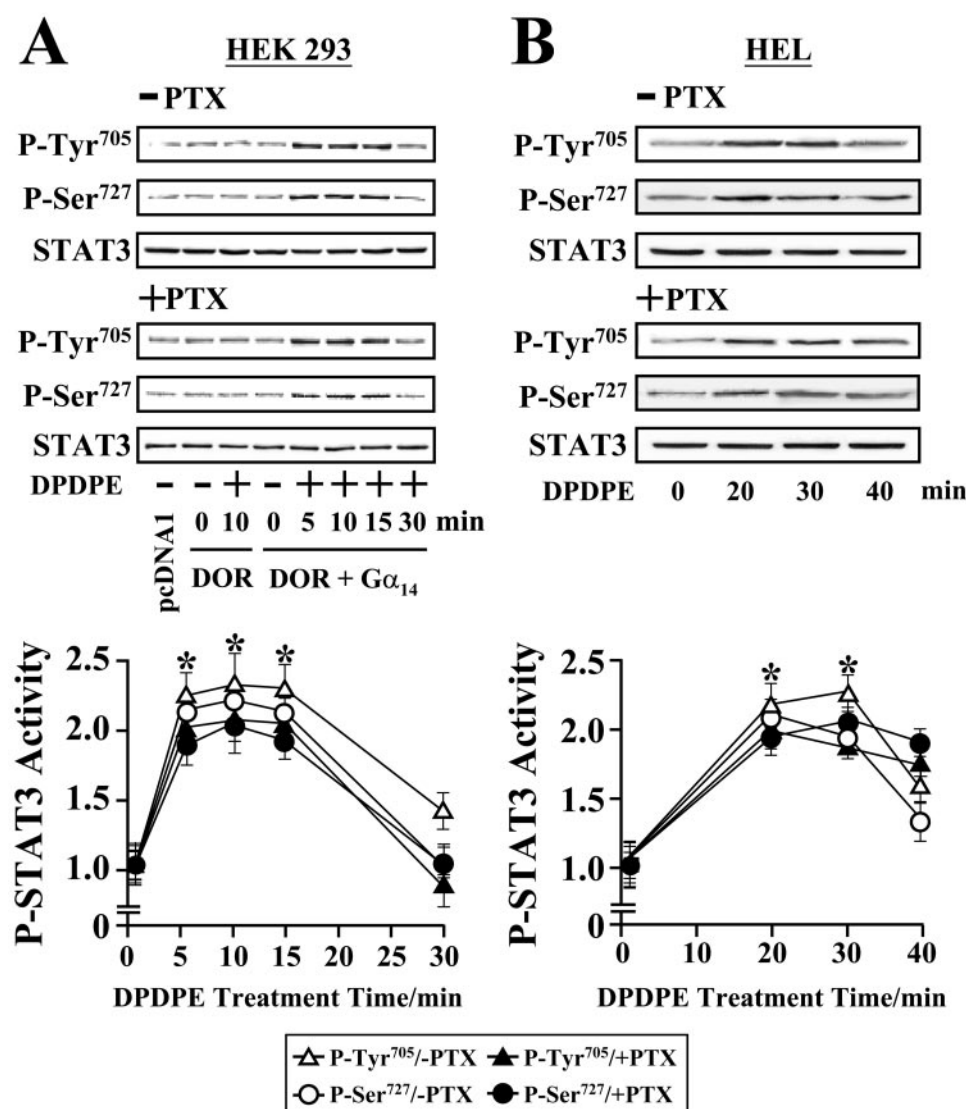 A
HEK 293
− PTX
P-Tyr⁷⁰⁵
P-Ser⁷²⁷
STAT3
+PTX
P-Tyr⁷⁰⁵
P-Ser⁷²⁷
STAT3
DPDPE − − + − + + + +
0 10 0 5 10 15 30 min
pcDNA1
DOR DOR + Gα₁₄
P-STAT3 Activity
2.5
2.0
1.5
1.0
0
* * *
0 5 10 15 20 25 30
DPDPE Treatment Time/min
B
HEL
− PTX
P-Tyr⁷⁰⁵
P-Ser⁷²⁷
STAT3
+PTX
P-Tyr⁷⁰⁵
P-Ser⁷²⁷
STAT3
DPDPE 0 20 30 40 min
P-STAT3 Activity
2.5
2.0
1.5
1.0
0
* *
0 10 20 30 40
DPDPE Treatment Time/min
P-Tyr⁷⁰⁵/-PTX P-Tyr⁷⁰⁵/+PTX
P-Ser⁷²⁷/-PTX P-Ser⁷²⁷/+PTX